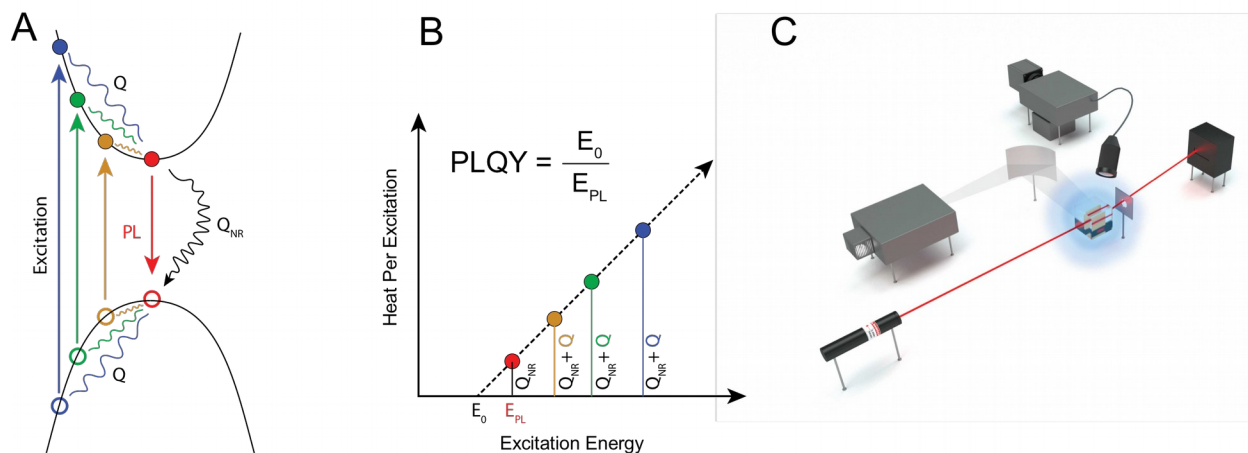 A
Q
Excitation
PL
Q_NR
Q
B
PLQY = E_0 / E_PL
Heat Per Excitation
Q_NR
Q_NR + Q
Q_NR + Q
Q_NR + Q
E_0
E_PL
Excitation Energy
C